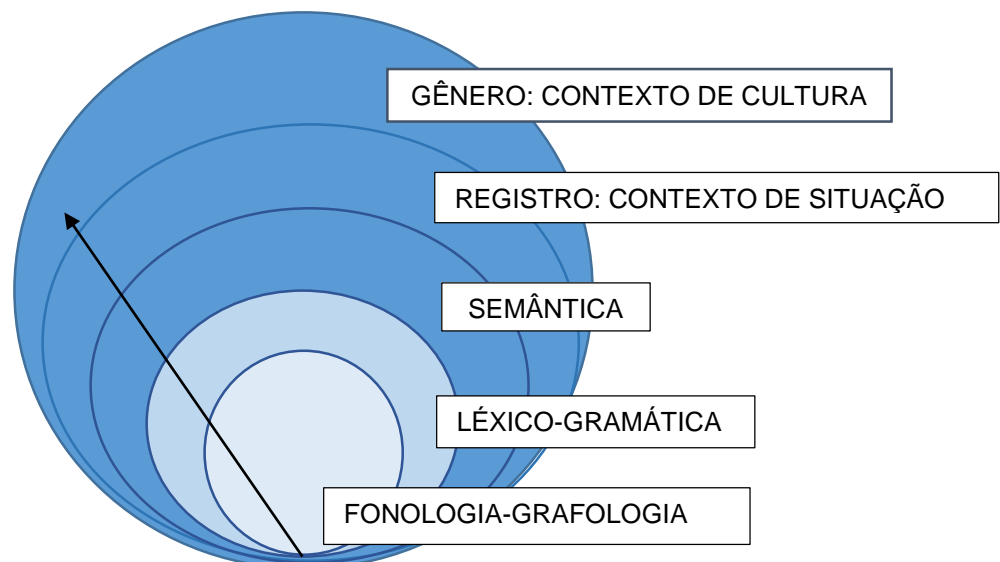 GÊNERO: CONTEXTO DE CULTURA
REGISTRO: CONTEXTO DE SITUAÇÃO
SEMÂNTICA
LÉXICO-GRAMÁTICA
FONOLOGIA-GRAFOLOGIA